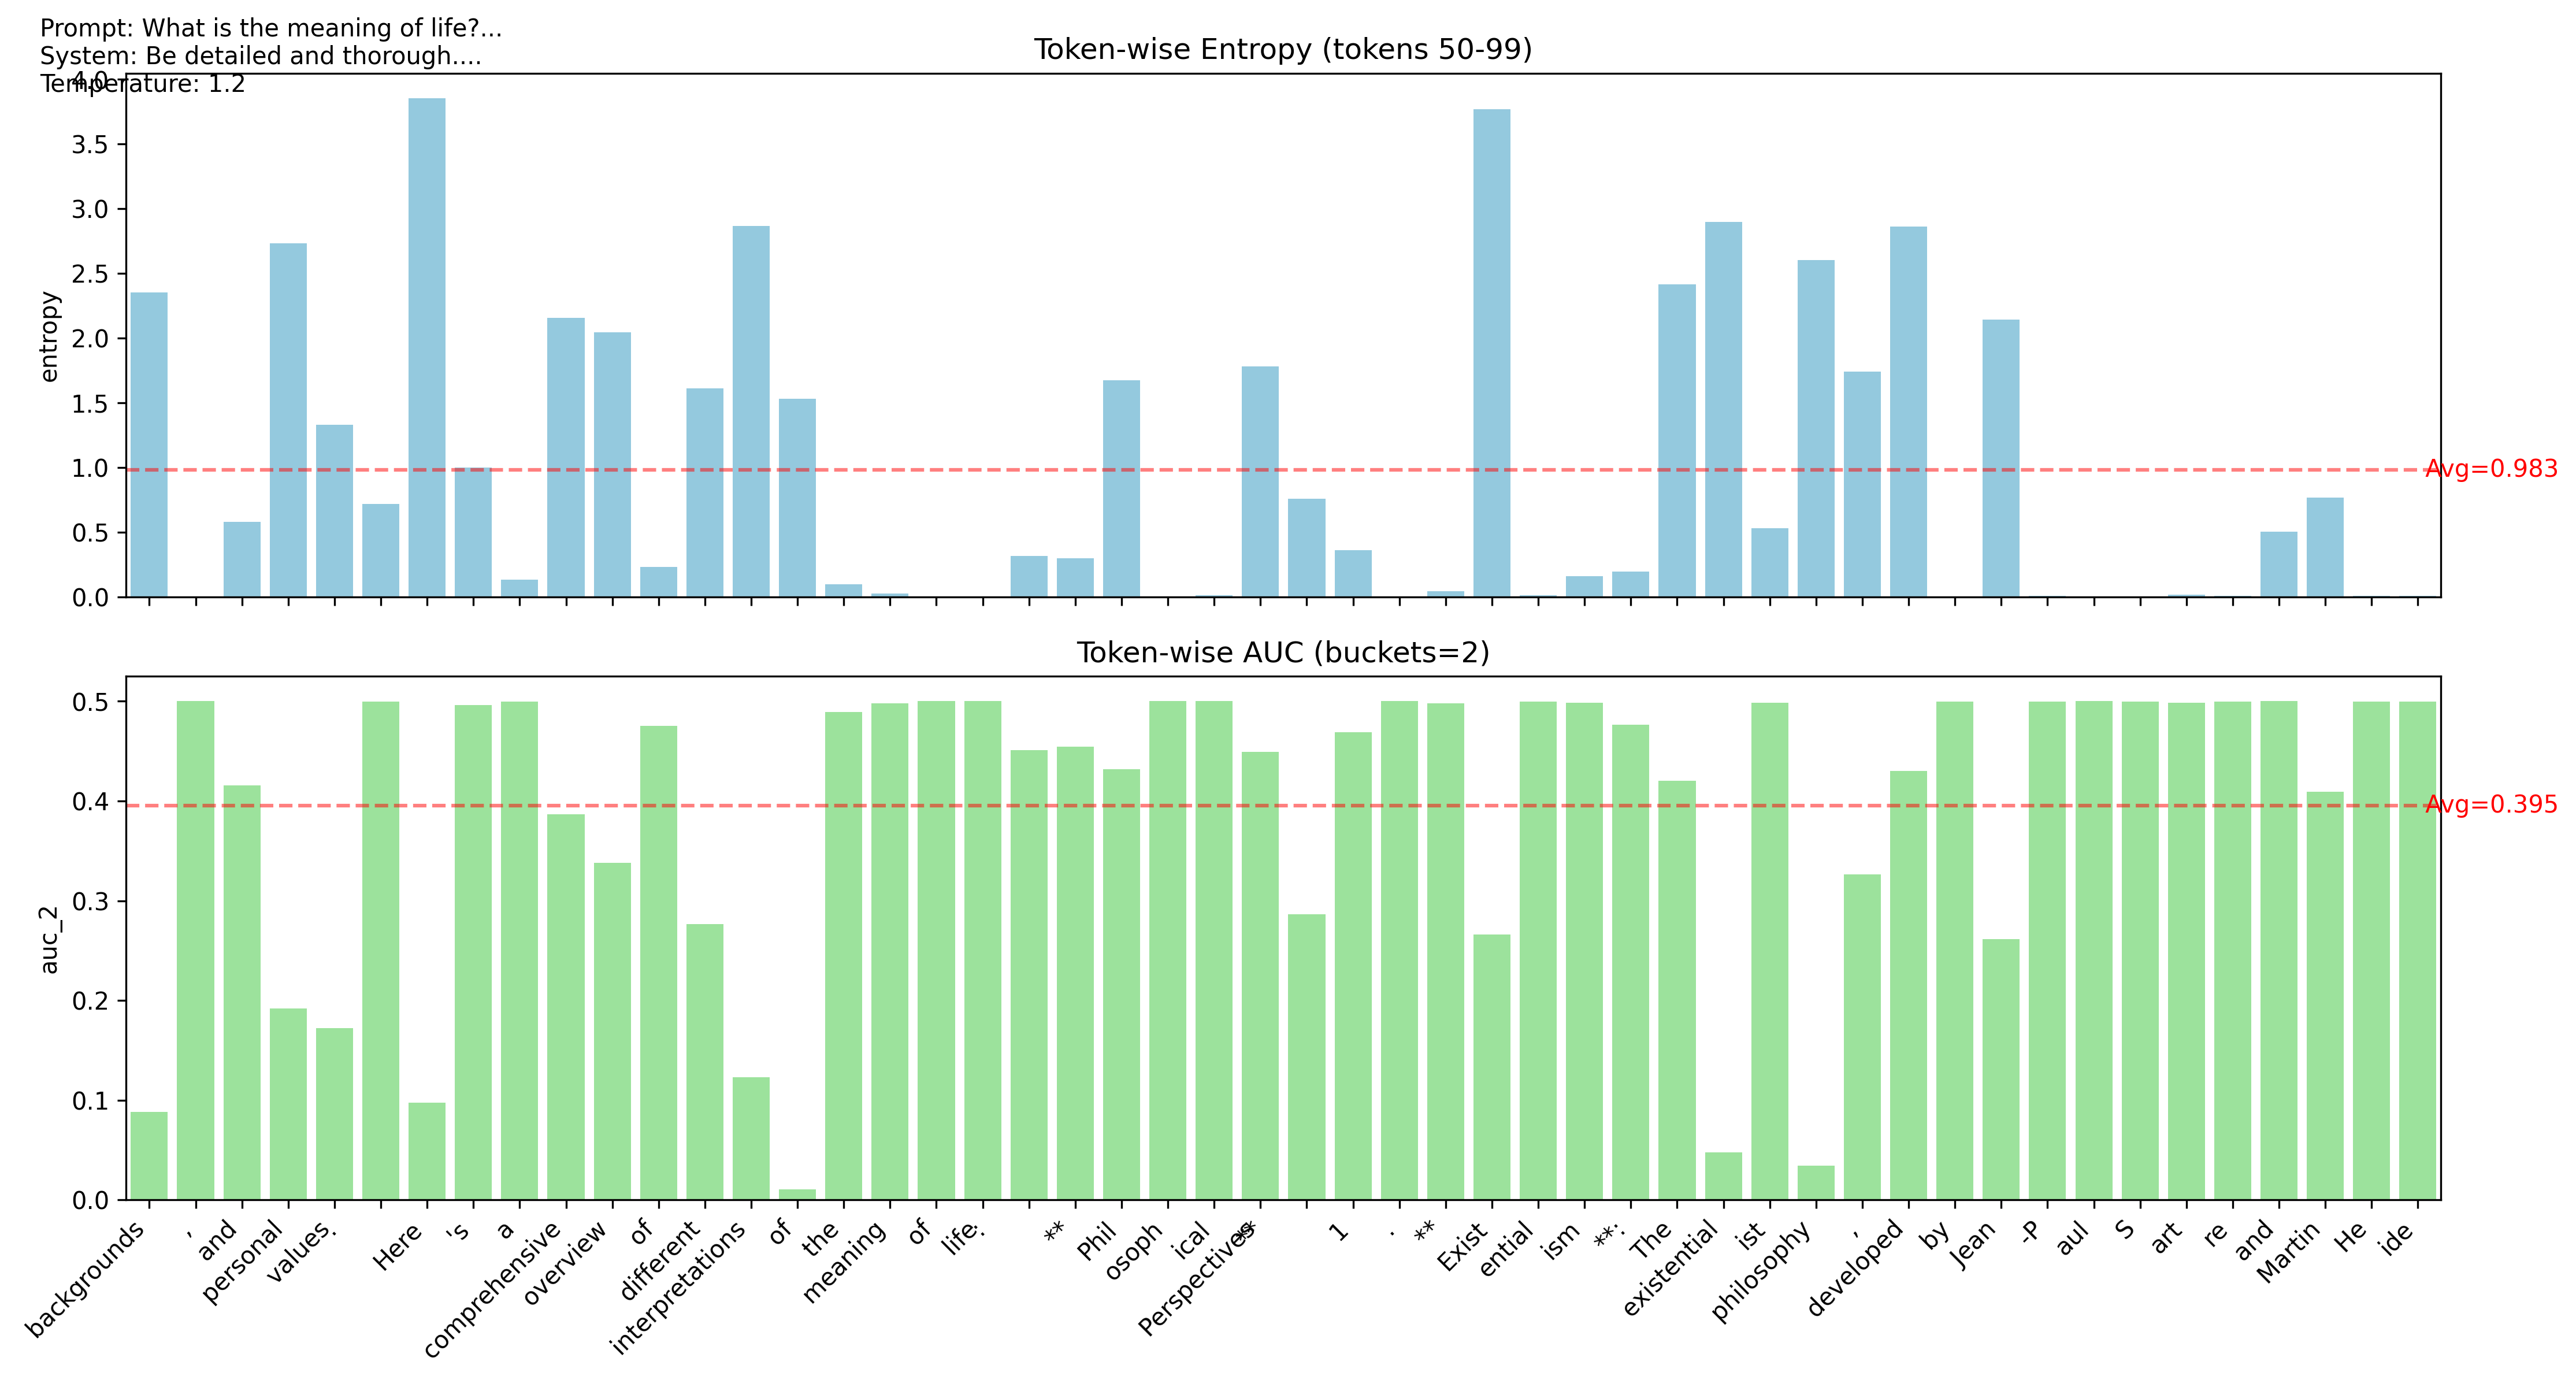 Prompt: What is the meaning of life?...
System: Be detailed and thorough....
Temperature: 1.2
Token-wise Entropy (tokens 50-99)
4.0
3.5
3.0
2.5
2.0
1.5
1.0
0.5
0.0
entropy
Avg=0.983
Token-wise AUC (buckets=2)
0.5
0.4
0.3
0.2
0.1
0.0
auc_2
Avg=0.395
backgrounds
,
and
personal
values
.
Here
's
a
comprehensive
overview
of
different
interpretations
of
the
meaning
of
life
:
**
Phil
osoph
ical
Perspectives
**
1
.
**
Exist
ential
ism
**:
The
existential
ist
philosophy
,
developed
by
Jean
-P
aul
S
art
re
and
Martin
He
ide